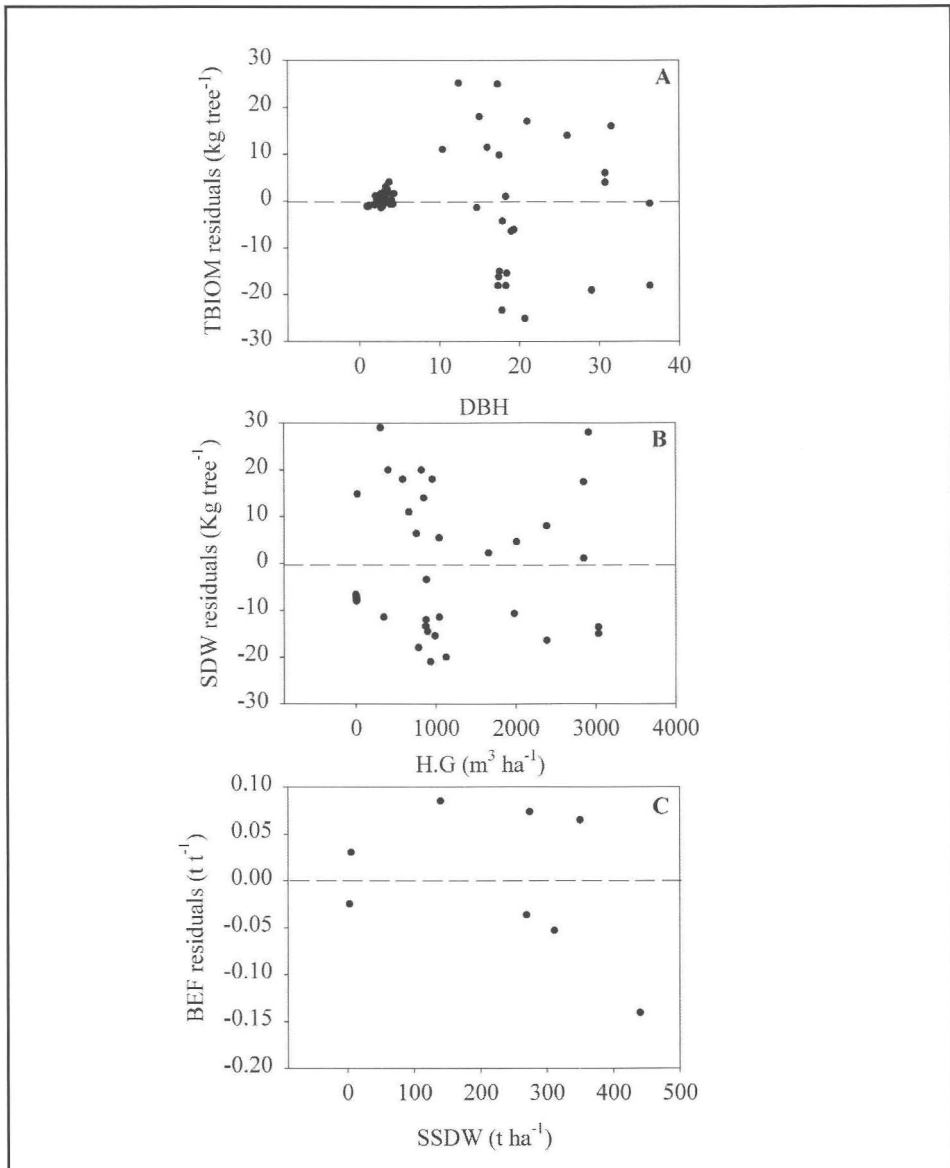 A
TBIOM residuals (kg tree⁻¹)
30
20
10
0
-10
-20
-30
0 10 20 30 40
DBH
B
SDW residuals (Kg tree⁻¹)
30
20
10
0
-10
-20
-30
0 1000 2000 3000 4000
H.G (m³ ha⁻¹)
C
BEF residuals (t t⁻¹)
0.10
0.05
0.00
-0.05
-0.10
-0.15
-0.20
0 100 200 300 400 500
SSDW (t ha⁻¹)